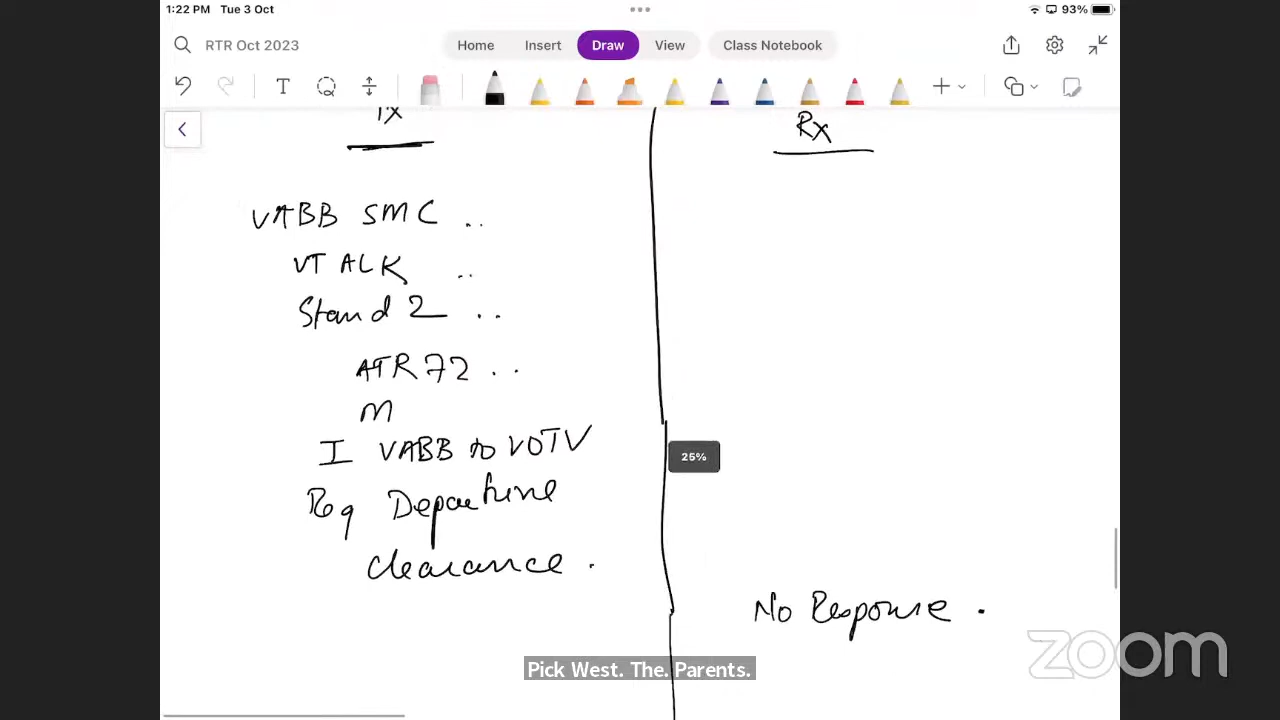 1:22 PM Tue 3 Oct
93%
RTR Oct 2023
Home Insert Draw View Class Notebook
TX
Rx
VABB SMC ..
VT ALK ..
Stand 2 ..
ATR 72 ..
M
I VABB to VOTV
Req Departure
clearance .
25%
No Response .
zoom
Pick West. The. Parents.